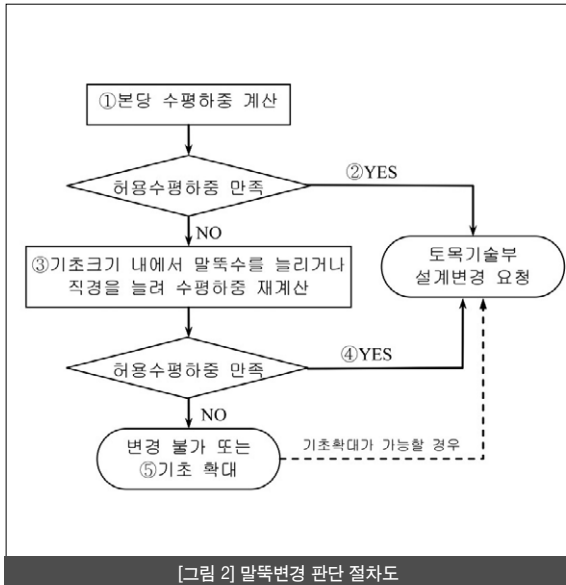 ①본당 수평하중 계산
허용수평하중 만족
②YES
NO
③기초크기 내에서 말뚝수를 늘리거나
직경을 늘려 수평하중 재계산
토목기술부
설계변경 요청
허용수평하중 만족
④YES
NO
변경 불가 또는
⑤기초 확대
기초확대가 가능할 경우
[그림 2] 말뚝변경 판단 절차도